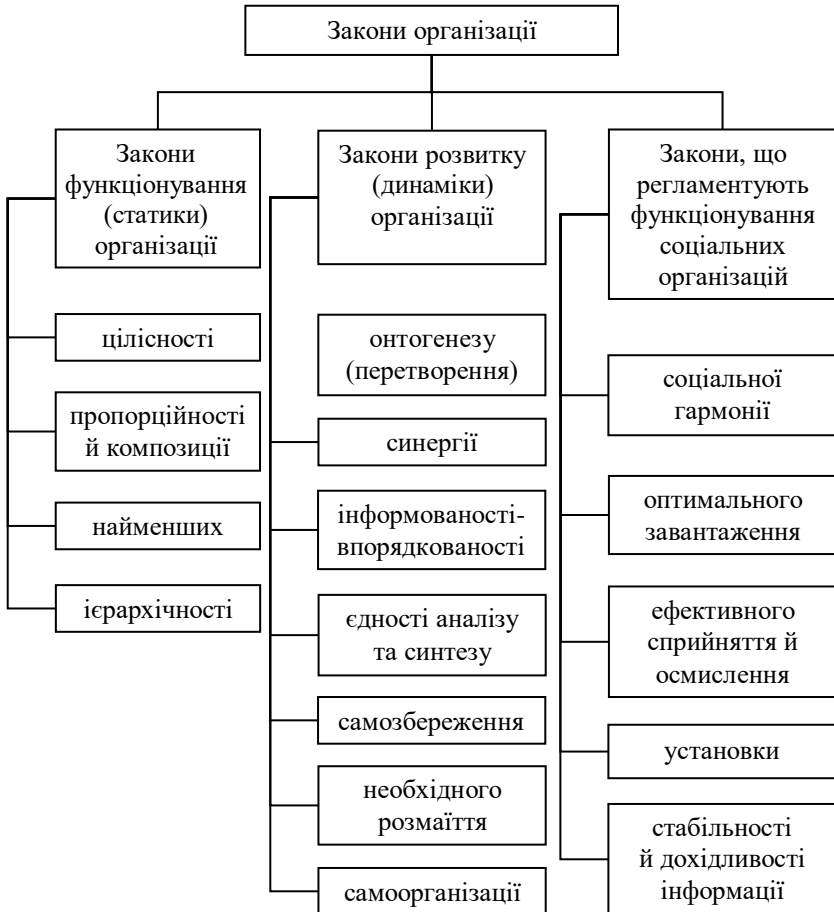 Закони організації
Закони
функціонування
(статики)
організації
цілісності
пропорційності
й композиції
найменших
ієрархічності
Закони розвитку
(динаміки)
організації
онтогенезу
(перетворення)
синергії
інформованості-
впорядкованості
єдності аналізу
та синтезу
самозбереження
необхідного
розмаїття
самоорганізації
Закони, що
регламентують
функціонування
соціальних
організацій
соціальної
гармонії
оптимального
завантаження
ефективного
сприйняття й
осмислення
установки
стабільності
й дохідливості
інформації